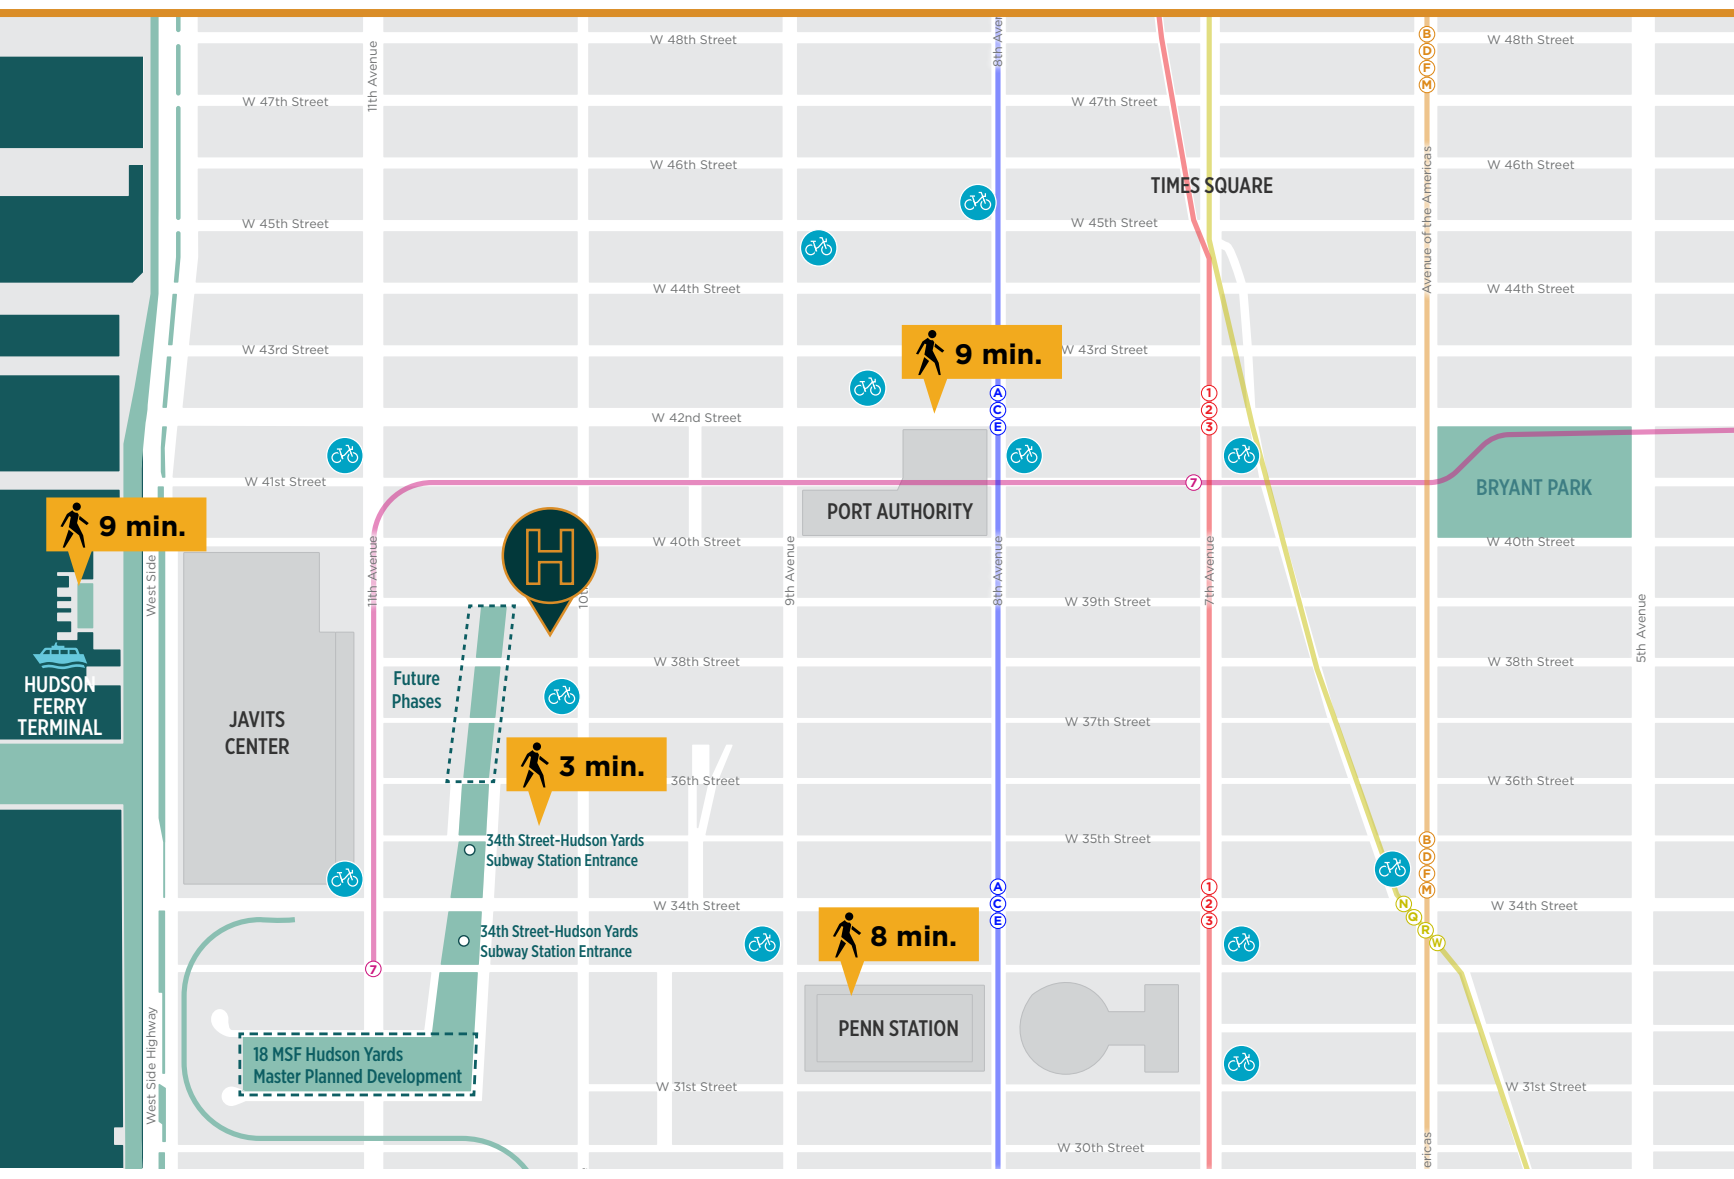 W 48th Street
W 48th Street
8th Aven
B
D
F
M
11th Avenue
W 47th Street
W 47th Street
W 46th Street
W 46th Street
Avenue of the Americas
TIMES SQUARE
W 45th Street
W 45th Street
W 44th Street
W 44th Street
W 43rd Street
9 min.
W 43rd Street
A
C
E
1
2
3
W 42nd Street
W 41st Street
7
BRYANT PARK
9 min.
PORT AUTHORITY
H
W 40th Street
W 40th Street
West Side
11th Avenue
10t
9th Avenue
8th Avenue
7th Avenue
5th Avenue
W 39th Street
W 38th Street
W 38th Street
HUDSON
FERRY
TERMINAL
Future
Phases
JAVITS
CENTER
W 37th Street
3 min.
36th Street
W 36th Street
34th Street-Hudson Yards
Subway Station Entrance
W 35th Street
B
D
F
M
A
C
E
1
2
3
W 34th Street
W 34th Street
N
Q
R
W
34th Street-Hudson Yards
Subway Station Entrance
8 min.
7
PENN STATION
West Side Highway
18 MSF Hudson Yards
Master Planned Development
W 31st Street
W 31st Street
W 30th Street
ericas